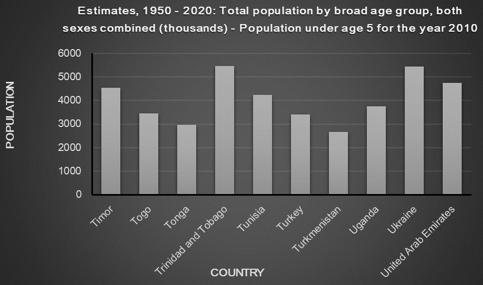 Estimates, 1950 - 2020: Total population by broad age group, both
sexes combined (thousands) - Population under age 5 for the year 2010
POPULATION
6000
5000
4000
3000
2000
1000
0
Timor
Togo
Tonga
Trinidad and Tobago
Tunisia
Turkey
Turkmenistan
Uganda
Ukraine
United Arab Emirates
COUNTRY